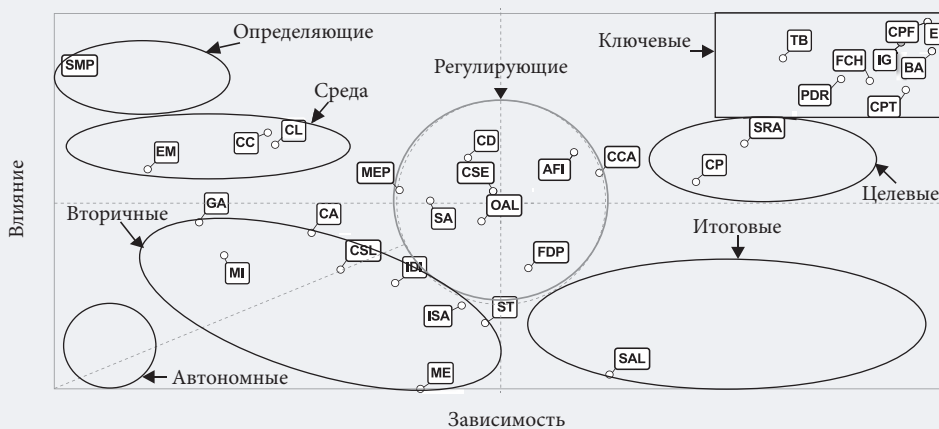 Определяющие
SMP
Ключевые
TB
CPF
E
FCH
IG
BA
PDR
CPT
Регулирующие
Среда
CC
CL
EM
CD
CSE
AFI
CCA
MEP
SRA
CP
Целевые
Влияние
GA
Вторичные
CA
SA
OAL
Итоговые
MI
CSL
IDI
FDP
ISA
ST
SAL
ME
Автономные
Зависимость